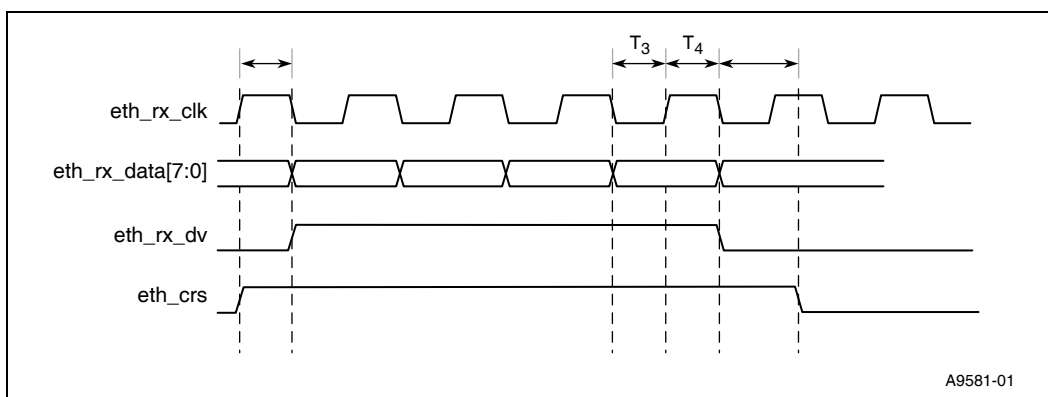 T3 T4
eth_rx_clk
eth_rx_data[7:0]
eth_rx_dv
eth_crs
A9581-01